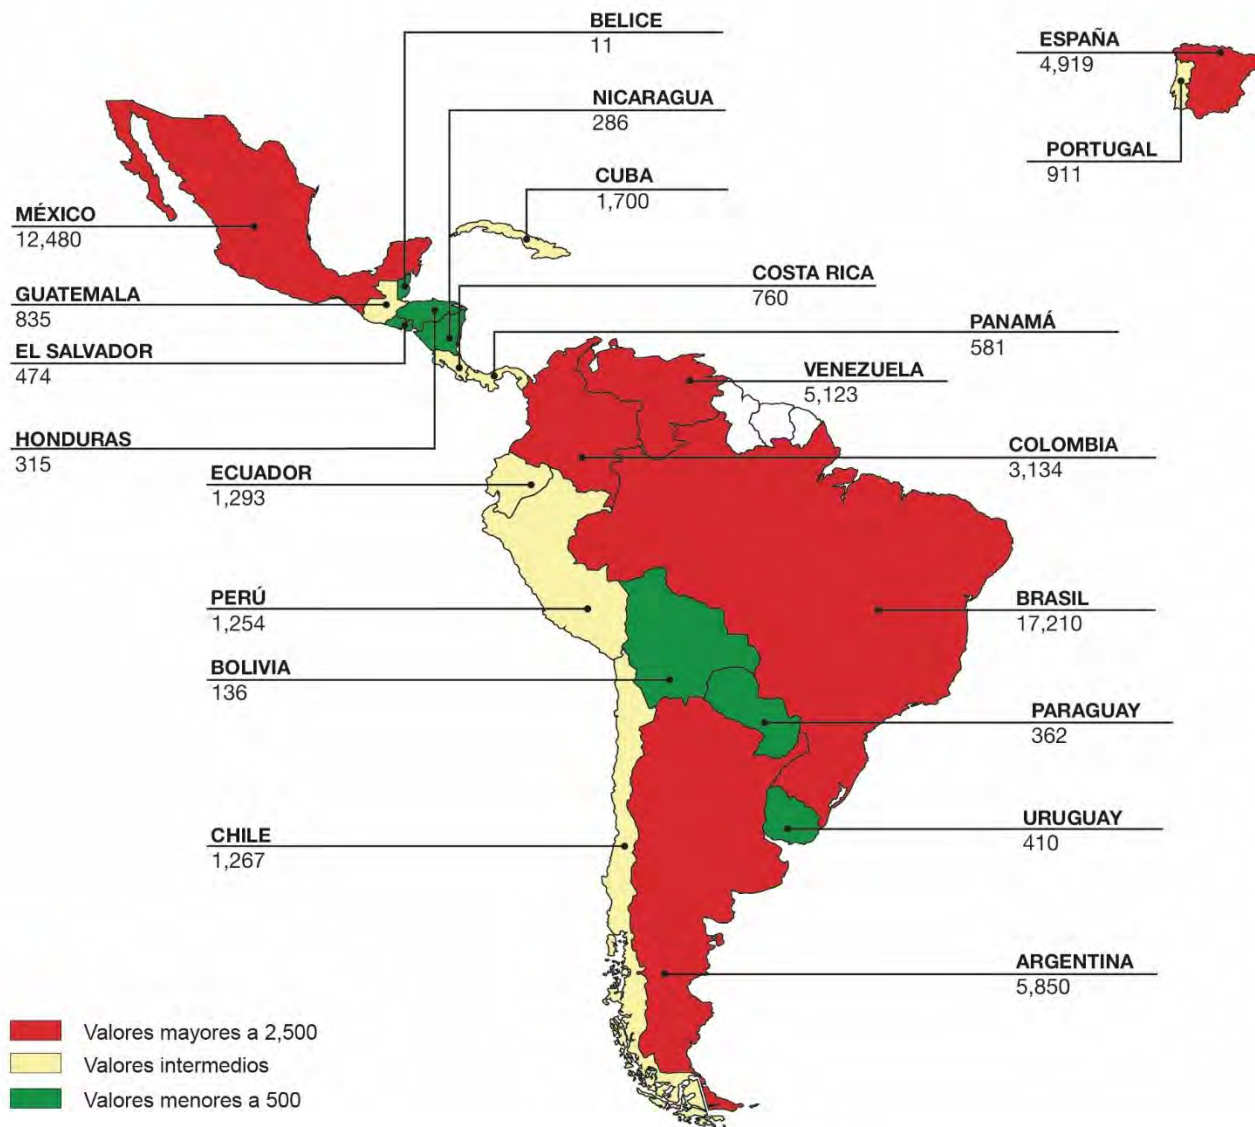 BELICE
11
ESPAÑA
4,919
NICARAGUA
286
PORTUGAL
911
CUBA
1,700
MÉXICO
12,480
COSTA RICA
760
GUATEMALA
835
PANAMÁ
581
EL SALVADOR
474
VENEZUELA
5,123
HONDURAS
315
COLOMBIA
3,134
ECUADOR
1,293
PERÚ
1,254
BRASIL
17,210
BOLIVIA
136
PARAGUAY
362
CHILE
1,267
URUGUAY
410
ARGENTINA
5,850
Valores mayores a 2,500
Valores intermedios
Valores menores a 500